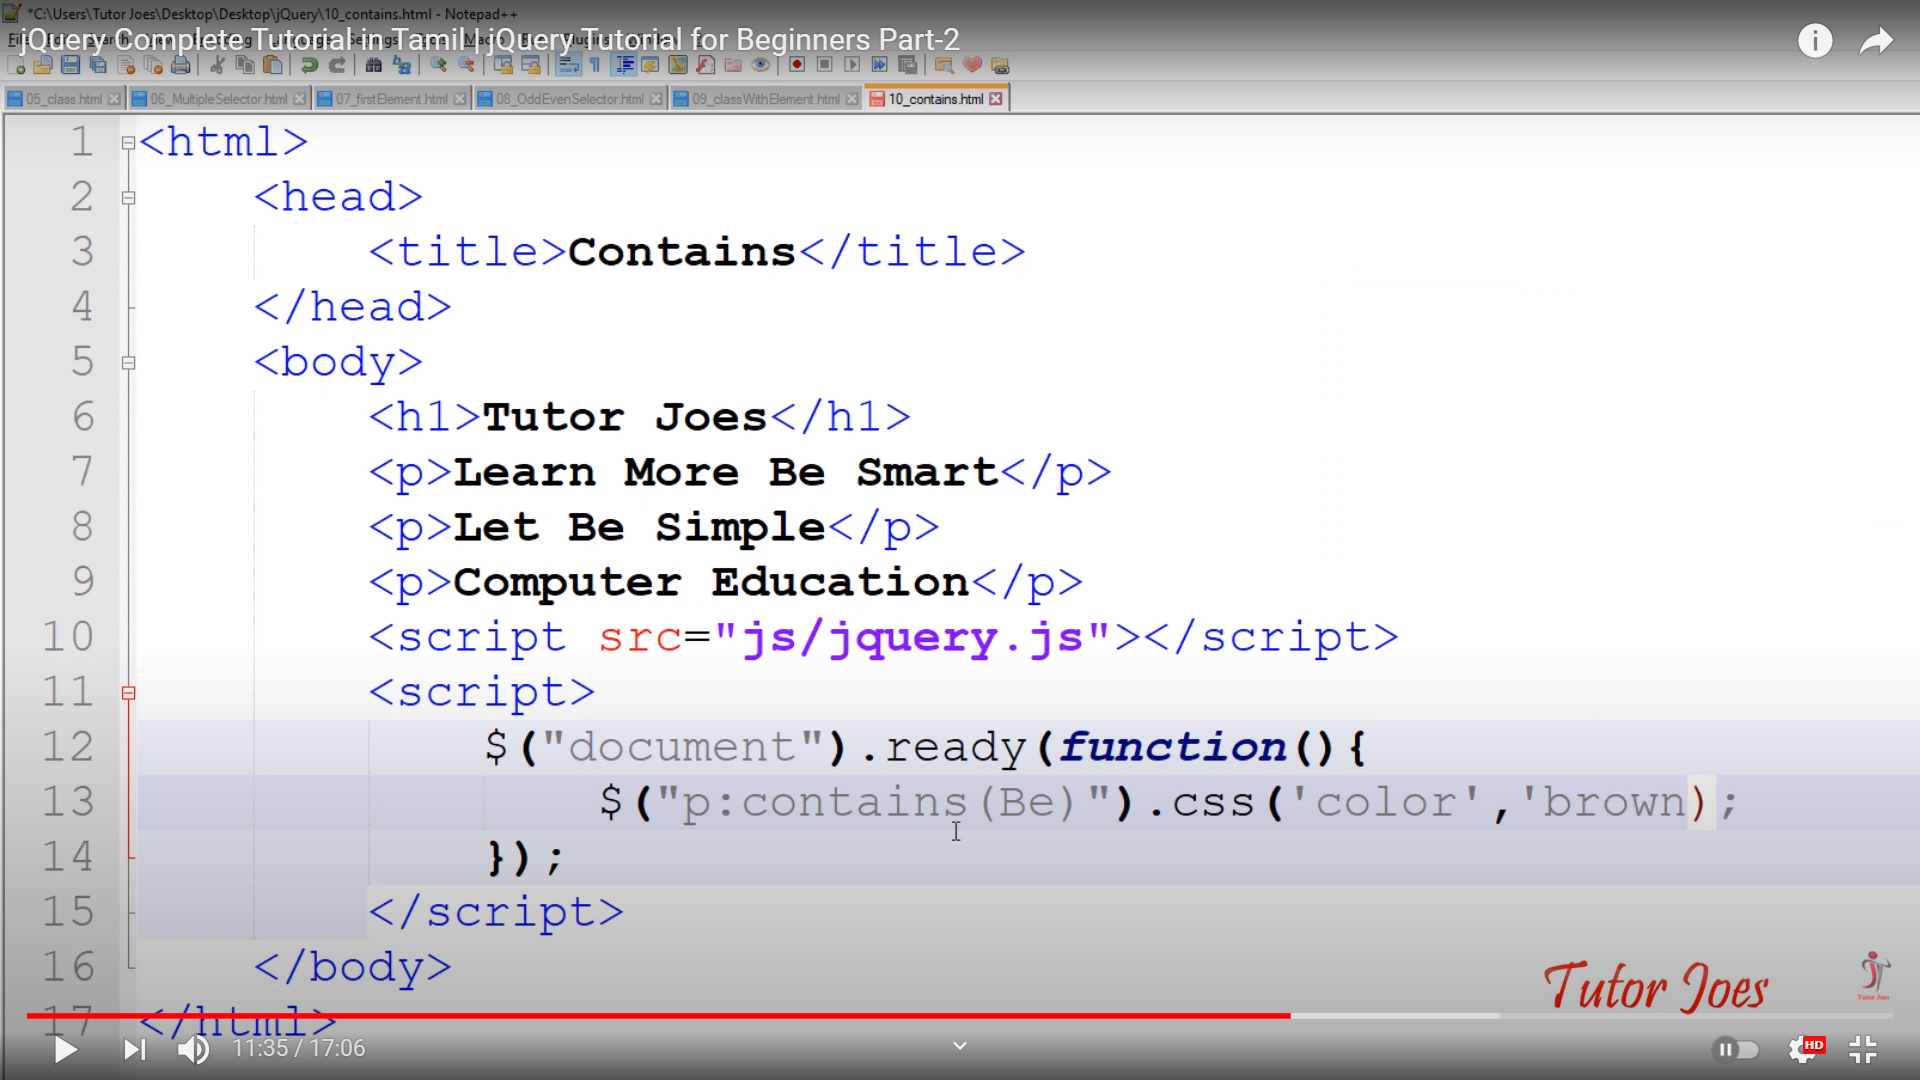 *C:\Users\Tutor Joes\Desktop\Desktop\jQuery\10_contains.html - Notepad++
jQuery Complete Tutorial in Tamil | jQuery Tutorial for Beginners Part-2
05_class.html 06_MultipleSelector.html 07_firstElement.html 08_OddEvenSelector.html 09_classWithElement.html 10_contains.html
1 <html>
2 <head>
3 <title>Contains</title>
4 </head>
5 <body>
6 <h1>Tutor Joes</h1>
7 <p>Learn More Be Smart</p>
8 <p>Let Be Simple</p>
9 <p>Computer Education</p>
10 <script src="js/jquery.js"></script>
11 <script>
12 $("document").ready(function(){
13 $("p:contains(Be)").css('color','brown);
14 });
15 </script>
16 </body>
17 </html>
Tutor Joes
Tutor Joes
11:35 / 17:06
HD